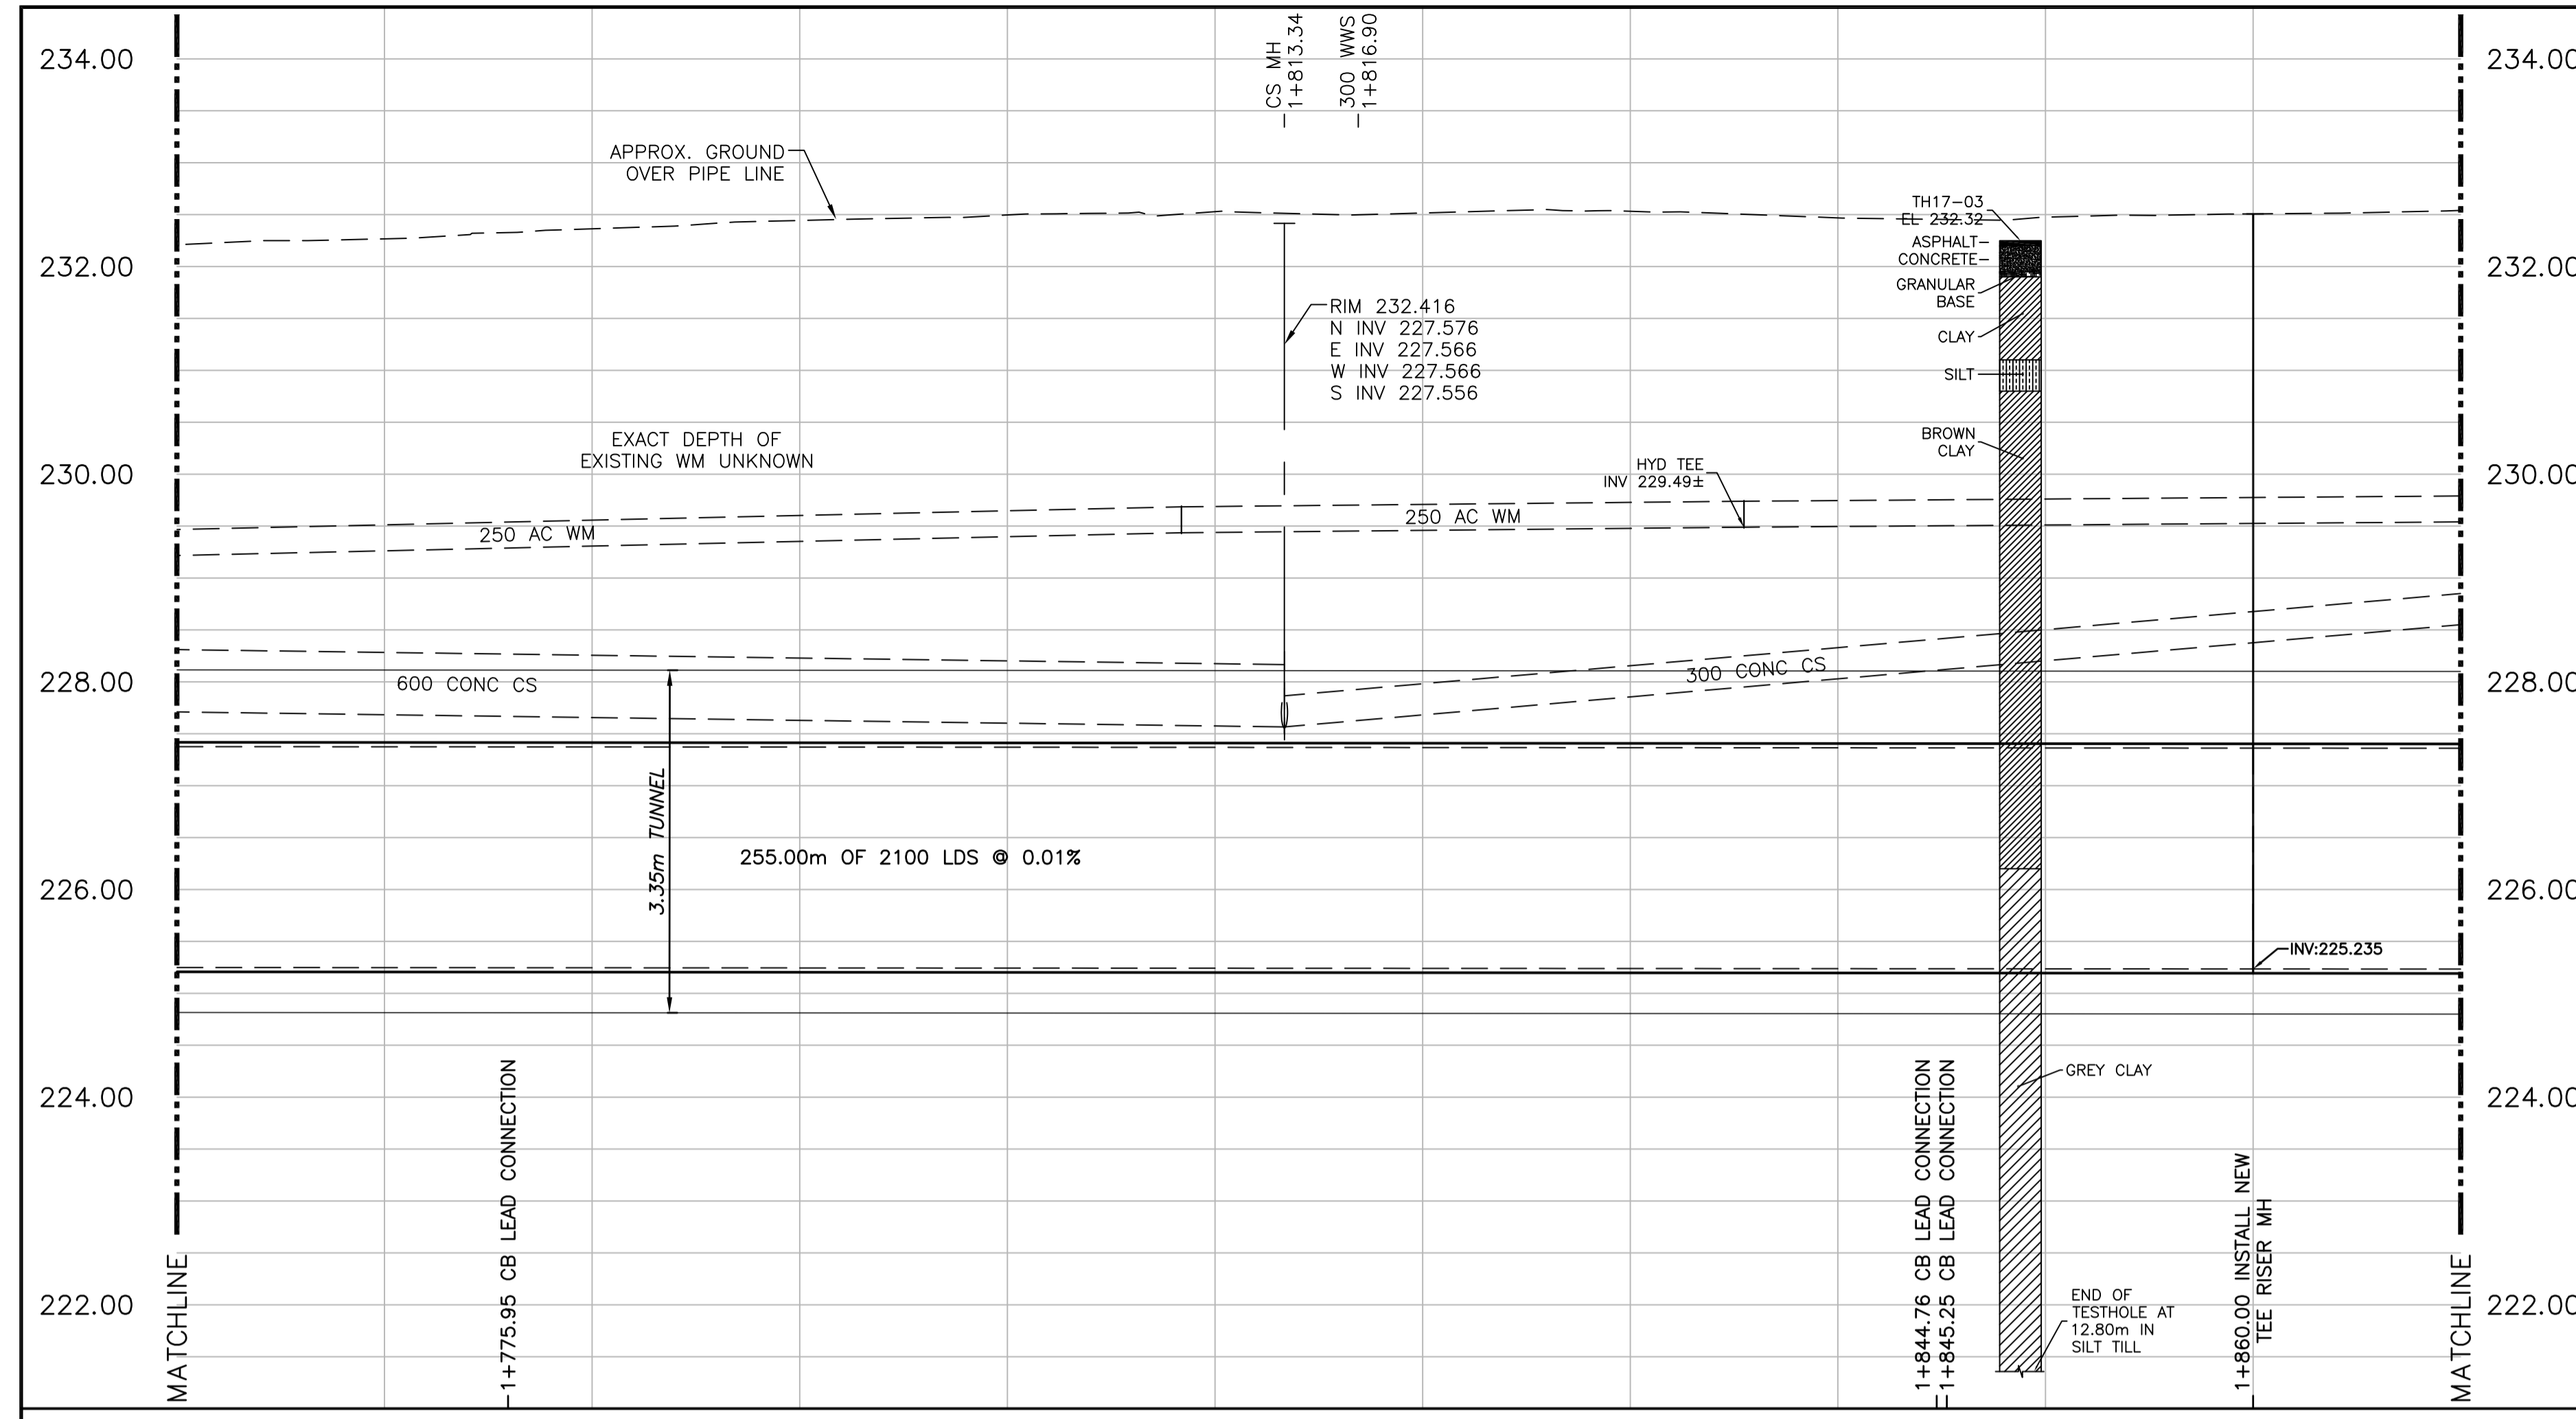 234.00
232.00
230.00
228.00
226.00
224.00
222.00
MATCHLINE
APPROX. GROUND
OVER PIPE LINE
CS MH
1+813.34
300 WWS
1+816.90
RIM 232.416
N INV 227.576
E INV 227.566
W INV 227.566
S INV 227.556
EXACT DEPTH OF
EXISTING WM UNKNOWN
250 AC WM
250 AC WM
HYD TEE
INV 229.49±
600 CONC CS
300 CONC CS
3.35m TUNNEL
255.00m OF 2100 LDS @ 0.01%
TH17-03
EL 232.32
ASPHALT
CONCRETE
GRANULAR
BASE
CLAY
SILT
BROWN
CLAY
INV:225.235
GREY CLAY
END OF
TESTHOLE AT
12.80m IN
SILT TILL
1+775.95 CB LEAD CONNECTION
1+844.76 CB LEAD CONNECTION
1+845.25 CB LEAD CONNECTION
1+860.00 INSTALL NEW
TEE RISER MH
MATCHLINE
234.00
232.00
230.00
228.00
226.00
224.00
222.00